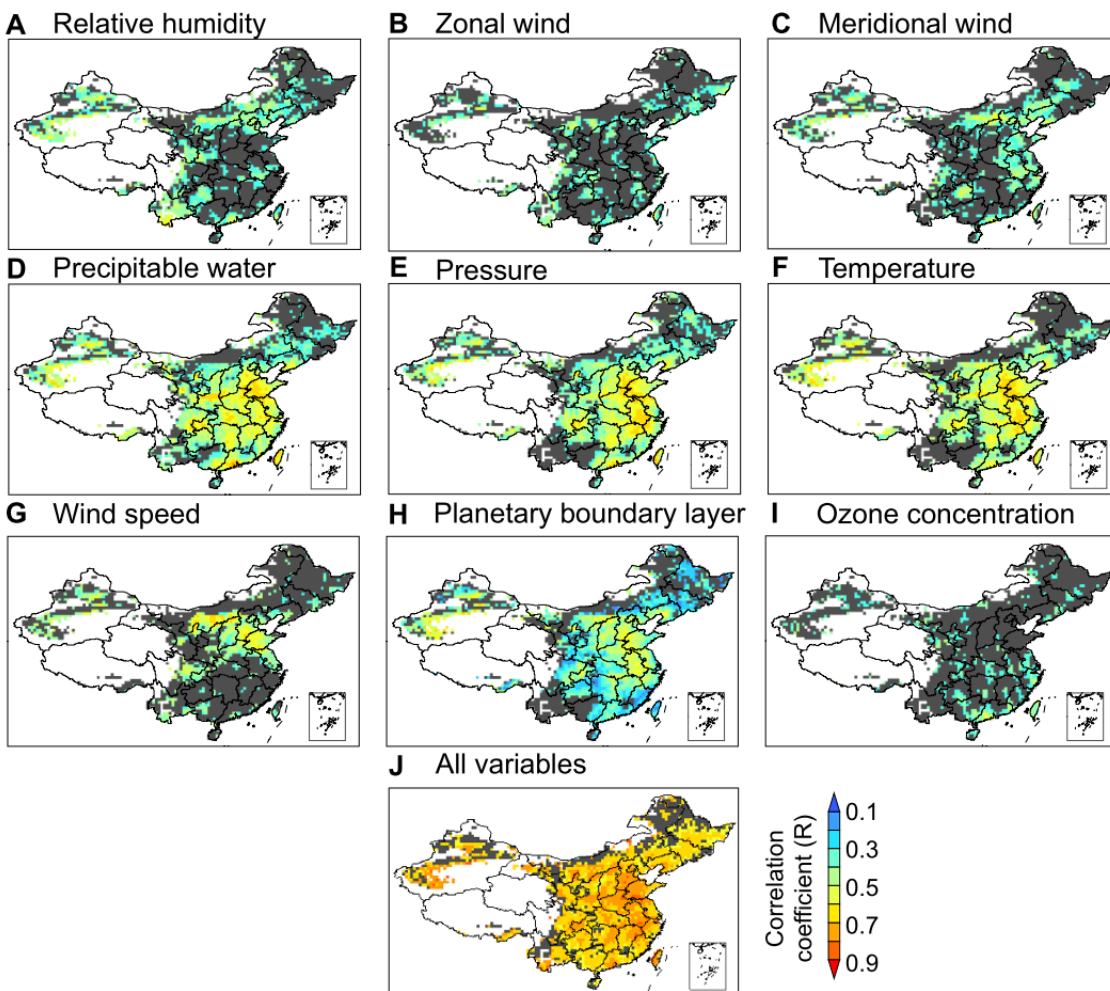 A Relative humidity
B Zonal wind
C Meridional wind
D Precipitable water
E Pressure
F Temperature
G Wind speed
H Planetary boundary layer
I Ozone concentration
J All variables
Correlation
coefficient (R)
0.1
0.3
0.5
0.7
0.9